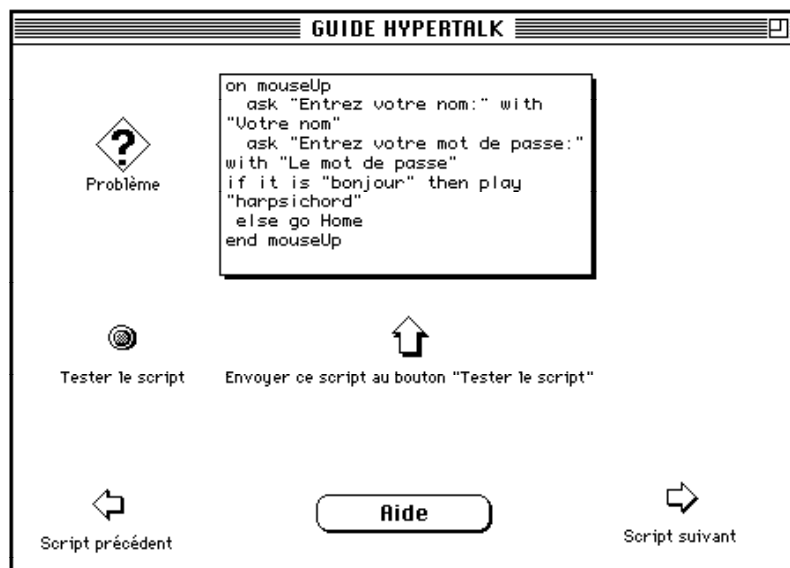 GUIDE HYPERTALK
on mouseUp
ask "Entrez votre nom:" with
"Votre nom"
ask "Entrez votre mot de passe:"
with "Le mot de passe"
if it is "bonjour" then play
"harpsichord"
else go Home
end mouseUp
?
Problème
Tester le script
Envoyer ce script au bouton "Tester le script"
Script précédent
Aide
Script suivant